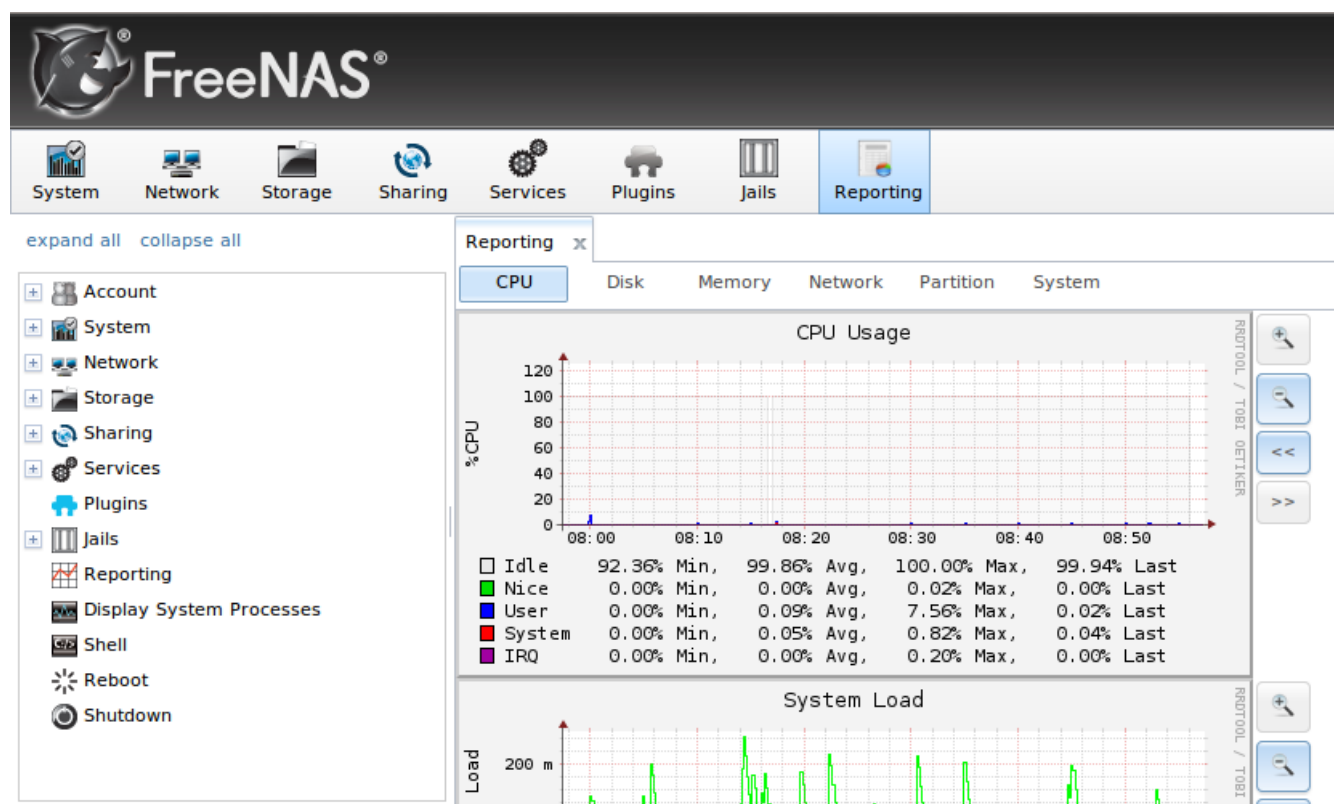 FreeNAS®
System Network Storage Sharing Services Plugins Jails Reporting
expand all collapse all
Account
System
Network
Storage
Sharing
Services
Plugins
Jails
Reporting
Display System Processes
Shell
Reboot
Shutdown
Reporting x
CPU Disk Memory Network Partition System
CPU Usage
RRDTOOL / TOBI OETIKER
%CPU
120
100
80
60
40
20
0
08:00 08:10 08:20 08:30 08:40 08:50
Idle 92.36% Min, 99.86% Avg, 100.00% Max, 99.94% Last
Nice 0.00% Min, 0.00% Avg, 0.02% Max, 0.00% Last
User 0.00% Min, 0.09% Avg, 7.56% Max, 0.02% Last
System 0.00% Min, 0.05% Avg, 0.82% Max, 0.04% Last
IRQ 0.00% Min, 0.00% Avg, 0.20% Max, 0.00% Last
<<
>>
System Load
RRDTOOL / TOBI
Load
200 m